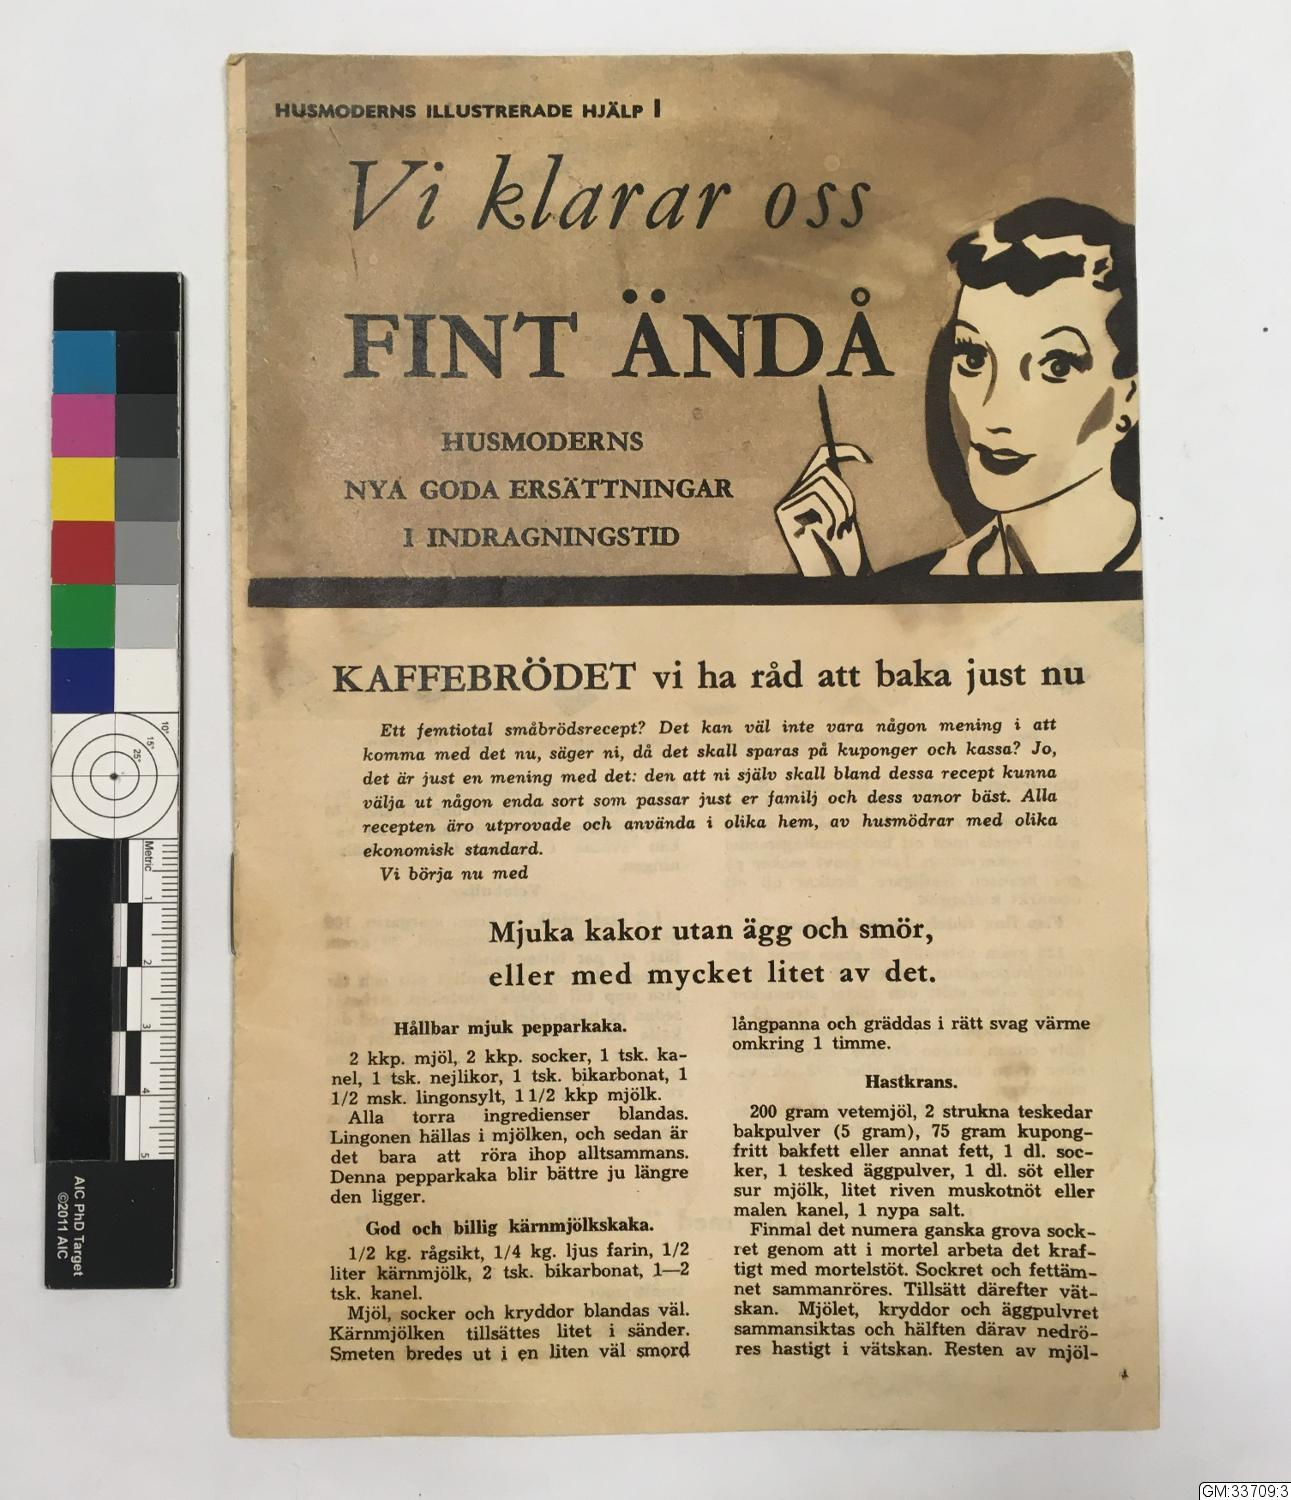 HUSMODERNS ILLUSTRERADE HJÄLP I
Vi klarar oss
FINT ÄNDÅ
HUSMODERNS
NYA GODA ERSÄTTNINGAR
I INDRAGNINGSTID
KAFFEBRÖDET vi ha råd att baka just nu
Ett femtiotal småbrödsrecept? Det kan väl inte vara någon mening i att
komma med det nu, säger ni, då det skall sparas på kuponger och kassa? Jo,
det är just en mening med det: den att ni själv skall bland dessa recept kunna
välja ut någon enda sort som passar just er familj och dess vanor bäst. Alla
recepten äro utprovade och använda i olika hem, av husmödrar med olika
ekonomisk standard.
Vi börja nu med
Mjuka kakor utan ägg och smör,
eller med mycket litet av det.
Hållbar mjuk pepparkaka.
2 kkp. mjöl, 2 kkp. socker, 1 tsk. ka-
nel, 1 tsk. nejlikor, 1 tsk. bikarbonat, 1
1/2 msk. lingonsylt, 1 1/2 kkp mjölk.
Alla torra ingredienser blandas.
Lingonen hällas i mjölken, och sedan är
det bara att röra ihop alltsammans.
Denna pepparkaka blir bättre ju längre
den ligger.
God och billig kärnmjölkskaka.
1/2 kg. rågsikt, 1/4 kg. ljus farin, 1/2
liter kärnmjölk, 2 tsk. bikarbonat, 1—2
tsk. kanel.
Mjöl, socker och kryddor blandas väl.
Kärnmjölken tillsättes litet i sänder.
Smeten bredes ut i en liten väl smord
långpanna och gräddas i rätt svag värme
omkring 1 timme.
Hastkrans.
200 gram vetemjöl, 2 strukna teskedar
bakpulver (5 gram), 75 gram kupong-
fritt bakfett eller annat fett, 1 dl. soc-
ker, 1 tesked äggpulver, 1 dl. söt eller
sur mjölk, litet riven muskotnöt eller
malen kanel, 1 nypa salt.
Finmal det numera ganska grova sock-
ret genom att i mortel arbeta det kraf-
tigt med mortelstöt. Sockret och fettäm-
net sammanröres. Tillsätt därefter vät-
skan. Mjölet, kryddor och äggpulvret
sammansiktas och hälften därav nedrö-
res hastigt i vätskan. Resten av mjöl-
10°
15°
25°
Metric
1
2
3
4
5
AIC PhD Target
©2011 AIC
GM:33709:3